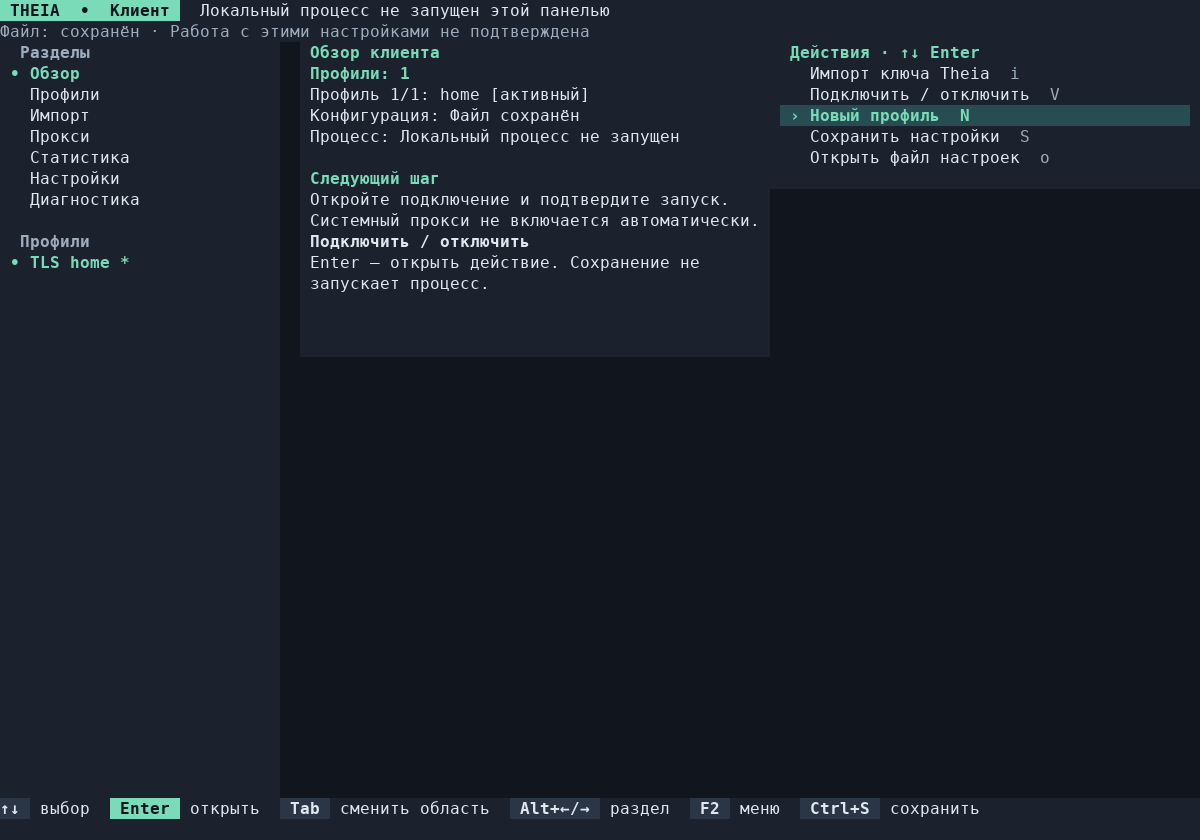 THEIA • Клиент Локальный процесс не запущен этой панелью
Файл: сохранён · Работа с этими настройками не подтверждена
Разделы
• Обзор
Профили
Импорт
Прокси
Статистика
Настройки
Диагностика
Профили
• TLS home *
Обзор клиента
Профили: 1
Профиль 1/1: home [активный]
Конфигурация: Файл сохранён
Процесс: Локальный процесс не запущен
Следующий шаг
Откройте подключение и подтвердите запуск.
Системный прокси не включается автоматически.
Подключить / отключить
Enter — открыть действие. Сохранение не
запускает процесс.
Действия · ↑↓ Enter
Импорт ключа Theia i
Подключить / отключить V
› Новый профиль N
Сохранить настройки S
Открыть файл настроек o
↑↓ выбор Enter открыть Tab сменить область Alt+←/→ раздел F2 меню Ctrl+S сохранить